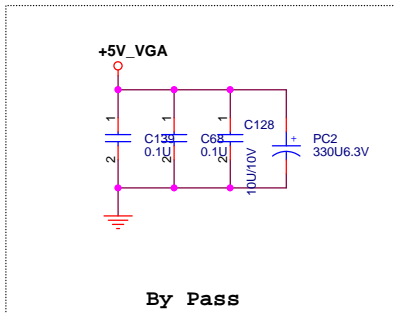 +5V_VGA
1
1
1
C128
C139
C68
PC2
+
0.1U
0.1U
330U6.3V
2
2
2
10U/10V
By Pass